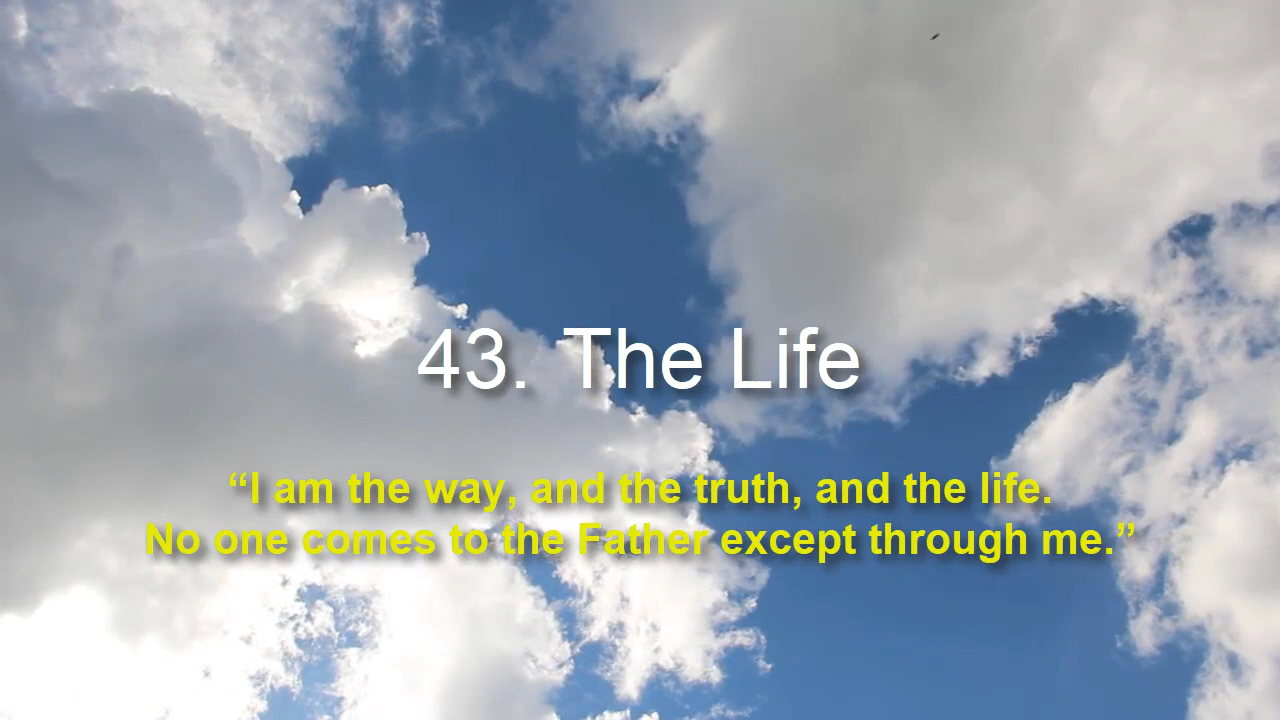 43. The Life
“I am the way, and the truth, and the life.
No one comes to the Father except through me.”